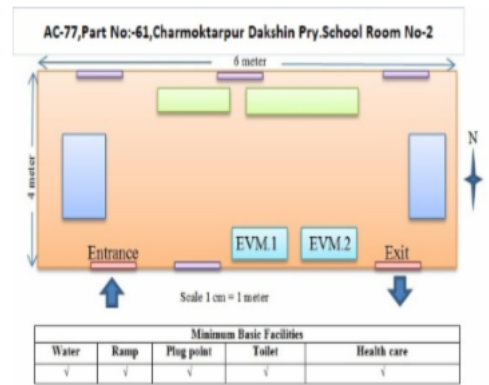 AC-77,Part No:-61,Charmoktarpur Dakshin Pry.School Room No-2
6 meter
4 meter
N
EVM.1 EVM.2
Entrance Exit
Scale 1 cm = 1 meter
Minimum Basic Facilities
Water Ramp Plug point Toilet Health care
√ √ √ √ √